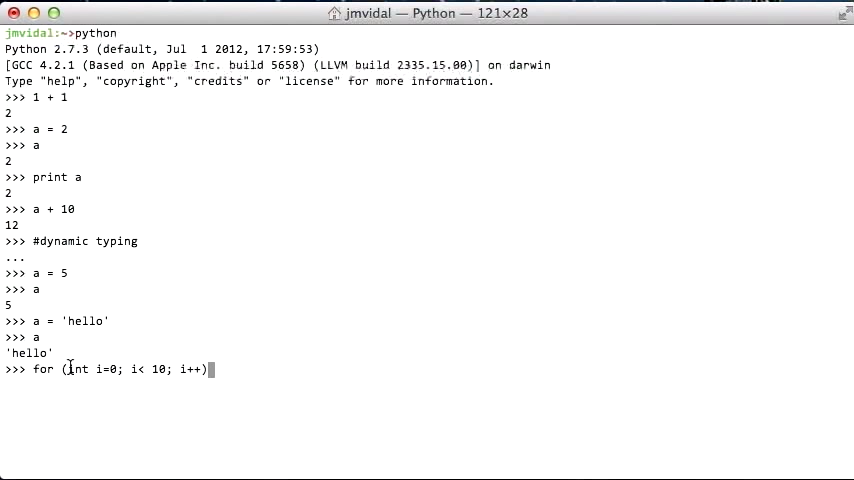 jmvidal — Python — 121×28
jmvidal:~>python
Python 2.7.3 (default, Jul  1 2012, 17:59:53)
[GCC 4.2.1 (Based on Apple Inc. build 5658) (LLVM build 2335.15.00)] on darwin
Type "help", "copyright", "credits" or "license" for more information.
>>> 1 + 1
2
>>> a = 2
>>> a
2
>>> print a
2
>>> a + 10
12
>>> #dynamic typing
...
>>> a = 5
>>> a
5
>>> a = 'hello'
>>> a
'hello'
>>> for (int i=0; i< 10; i++)